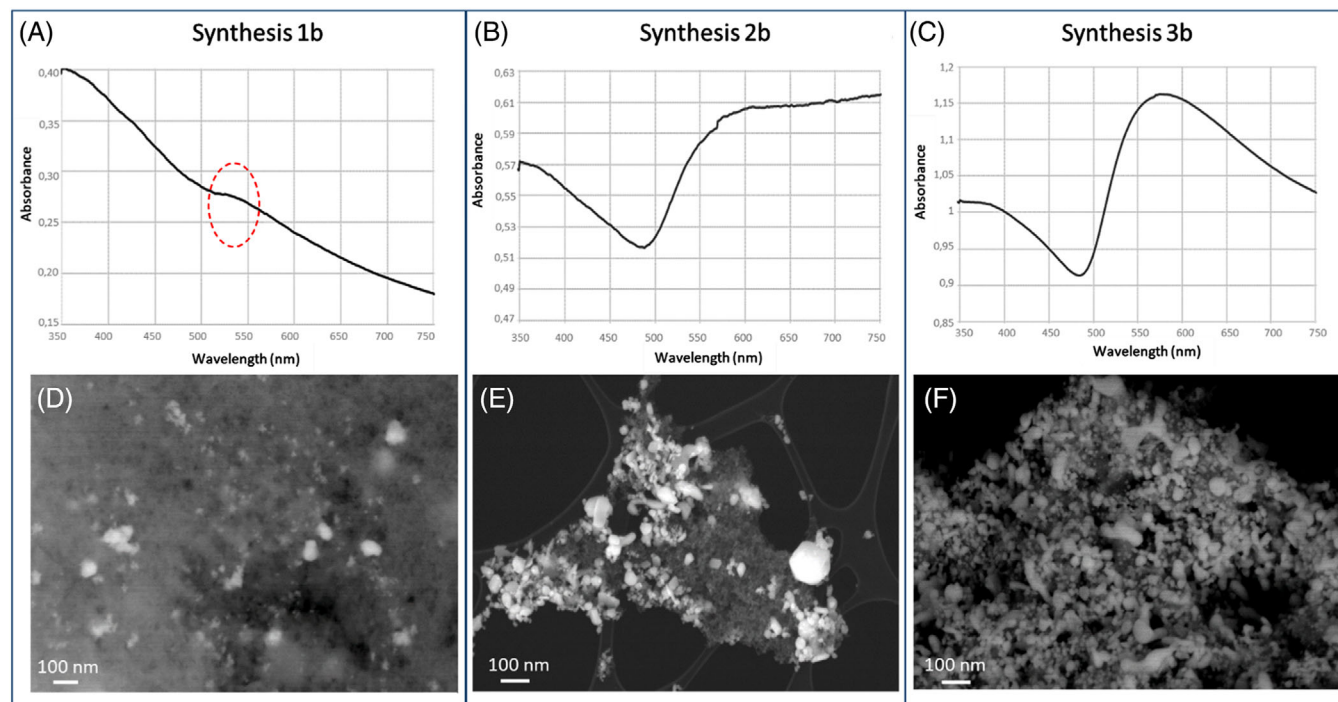 (A) Synthesis 1b
0,40
0,35
0,30
0,25
0,20
0,15
Absorbance
350 400 450 500 550 600 650 700 750
Wavelength (nm)
(B) Synthesis 2b
0,63
0,61
0,59
0,57
0,55
0,53
0,51
0,49
0,47
Absorbance
350 400 450 500 550 600 650 700 750
Wavelength (nm)
(C) Synthesis 3b
1,2
1,15
1,1
1,05
1
0,95
0,9
0,85
Absorbance
350 400 450 500 550 600 650 700 750
Wavelength (nm)
(D)
100 nm
(E)
100 nm
(F)
100 nm